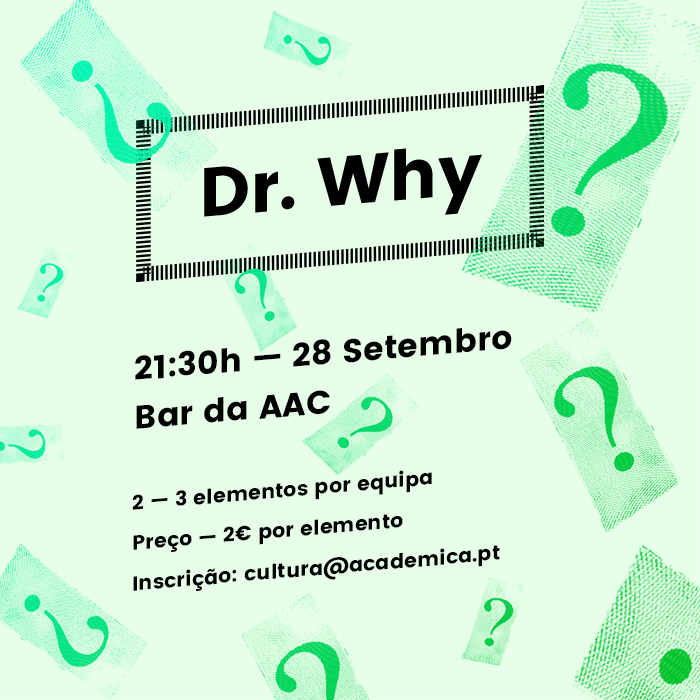 Dr. Why
21:30h — 28 Setembro
Bar da AAC
2 — 3 elementos por equipa
Preço — 2€ por elemento
Inscrição: cultura@academica.pt